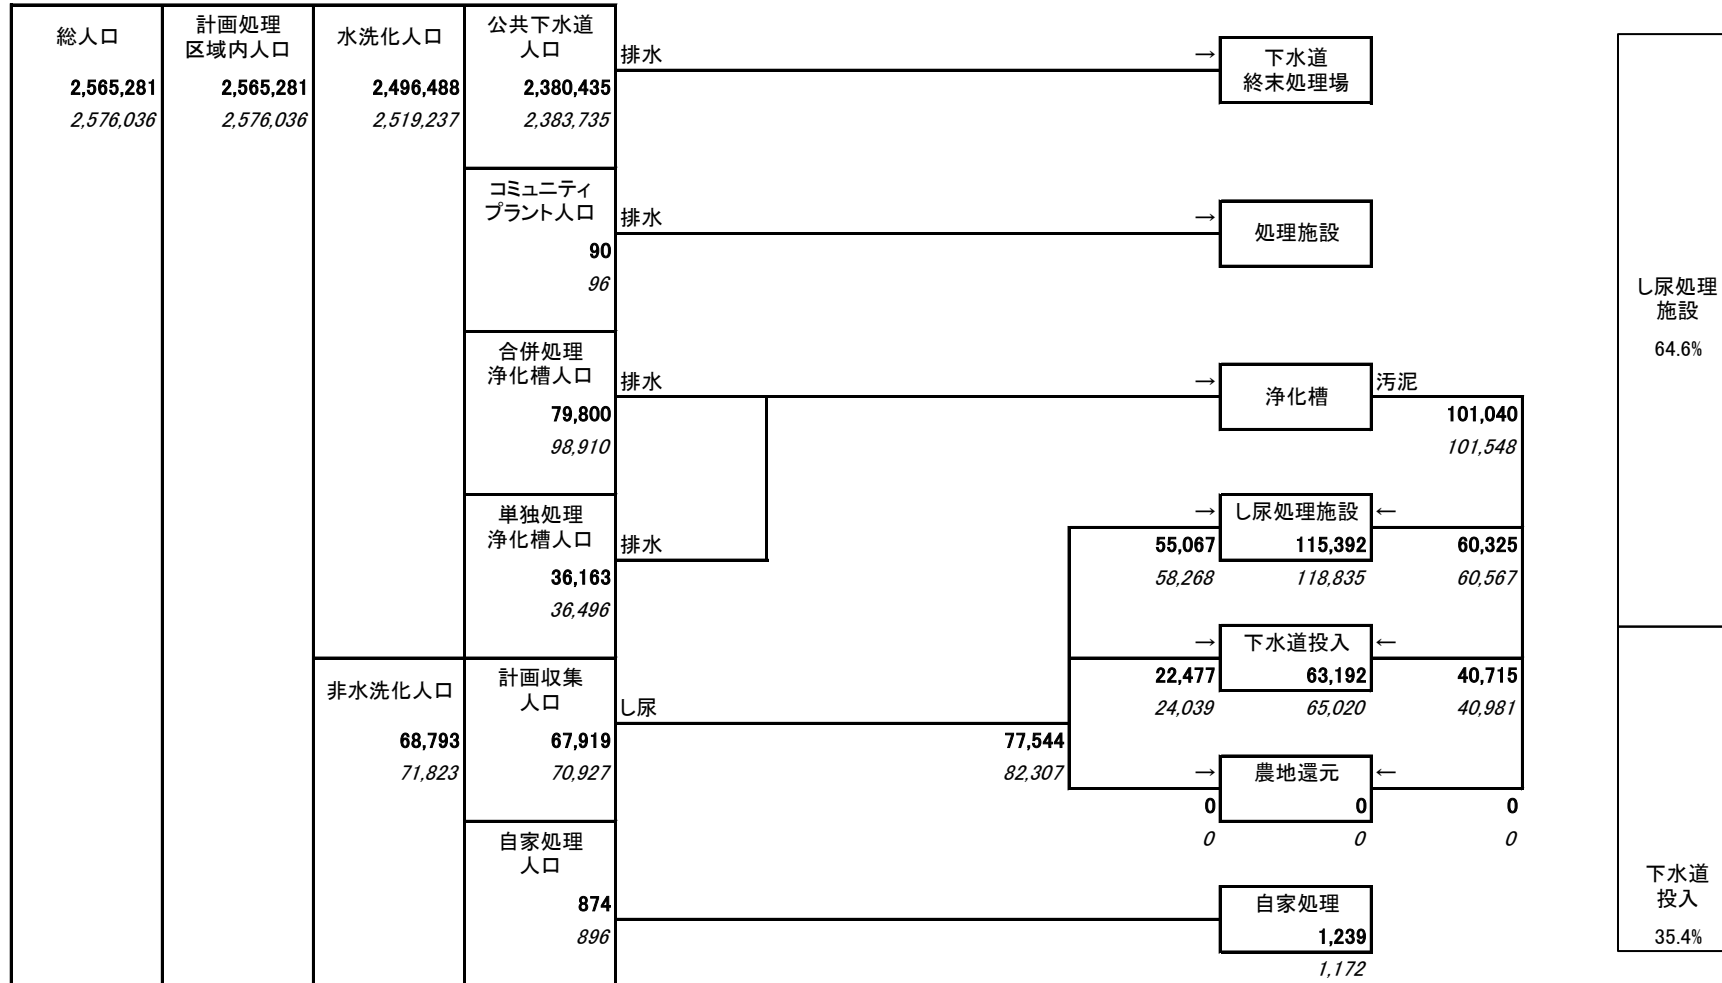 総人口
2,565,281
2,576,036
計画処理
区域内人口
2,565,281
2,576,036
水洗化人口
2,496,488
2,519,237
公共下水道
人口
2,380,435
2,383,735
排水
→
下水道
終末処理場
コミュニティ
プラント人口
90
96
排水
→
処理施設
合併処理
浄化槽人口
79,800
98,910
排水
→
浄化槽
汚泥
101,040
101,548
単独処理
浄化槽人口
36,163
36,496
排水
→
し尿処理施設
←
55,067
115,392
60,325
58,268
118,835
60,567
→
下水道投入
←
22,477
63,192
40,715
24,039
65,020
40,981
非水洗化人口
68,793
71,823
計画収集
人口
67,919
70,927
し尿
77,544
82,307
→
農地還元
←
0
0
0
0
0
0
自家処理
人口
874
896
自家処理
1,239
1,172
し尿処理
施設
64.6%
下水道
投入
35.4%